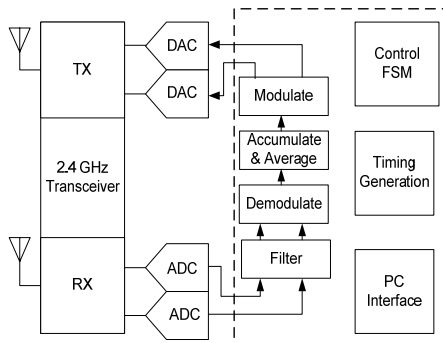 TX
DAC
DAC
Modulate
Control
FSM
Accumulate
& Average
2.4 GHz
Transceiver
Timing
Generation
Demodulate
Filter
RX
ADC
ADC
PC
Interface